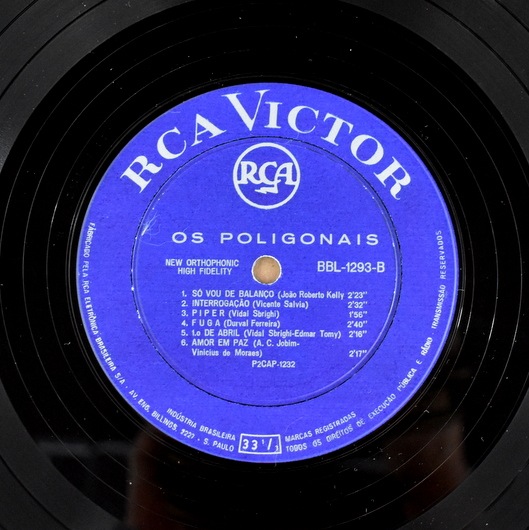 RCA VICTOR
RCA
OS POLIGONAIS
NEW ORTHOPHONIC
HIGH FIDELITY
BBL-1293-B
1. SÓ VOU DE BALANÇO (João Roberto Kelly 2'23"
2. INTERROGAÇÃO (Vicente Salvia) 2'32"
3. PIPER (Vidal Sbrighi) 1'56"
4. FUGA (Durval Ferreira) 2'40"
5. 1.o DE ABRIL (Vidal Sbrighi-Edmar Tomy) 2'16"
6. AMOR EM PAZ (A. C. Jobim-
Vinicius de Moraes) 2'17"
P2CAP-1232
FABRICADO PELA RCA ELETRÔNICA BRASILEIRA S/A - AV. ENG. BILLINGS, 2227 - S. PAULO
INDÚSTRIA BRASILEIRA
33 1/3
MARCAS REGISTRADAS
TODOS OS DIREITOS DE EXECUÇÃO PÚBLICA E RÁDIO TRANSMISSÃO RESERVADOS